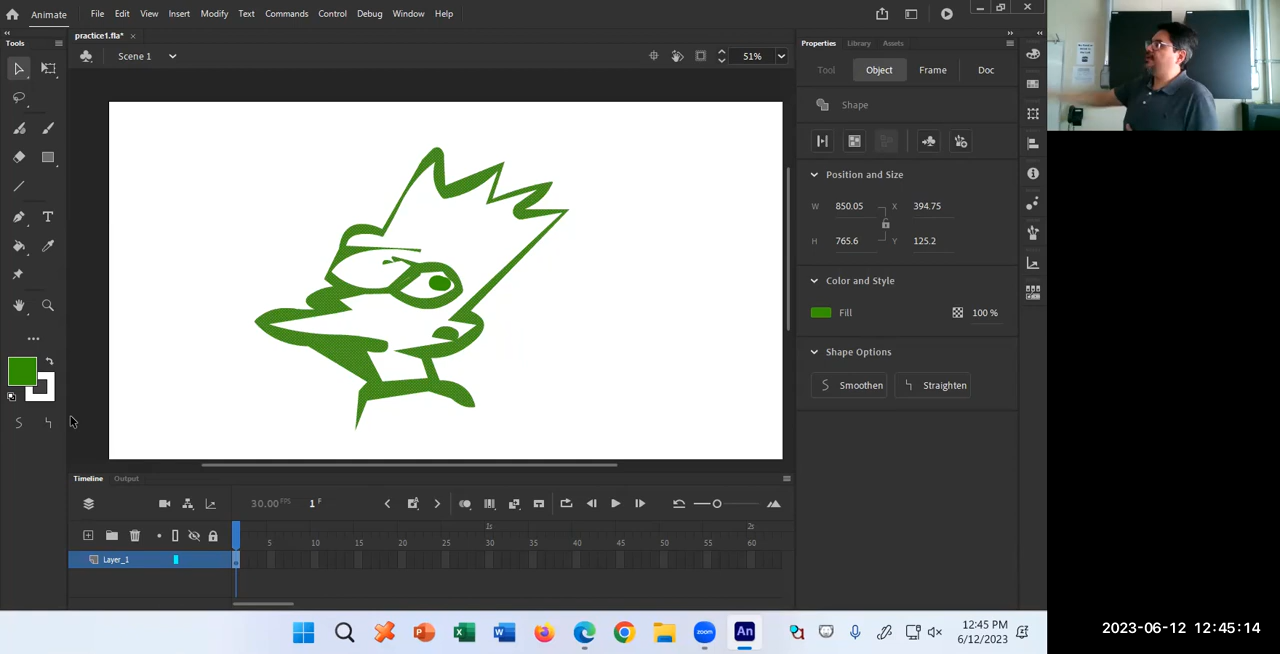 Animate File Edit View Insert Modify Text Commands Control Debug Window Help
practice1.fla*
Tools
Scene 1
51%
Properties Library Assets
Tool Object Frame Doc
Shape
Position and Size
W 850.05 X 394.75
H 765.6 Y 125.2
Color and Style
Fill 100 %
Shape Options
Smoothen Straighten
Timeline Output
30.00 FPS 1 F
1s 2s
5 10 15 20 25 30 35 40 45 50 55 60
Layer_1
zoom An
12:45 PM
6/12/2023
2023-06-12 12:45:14